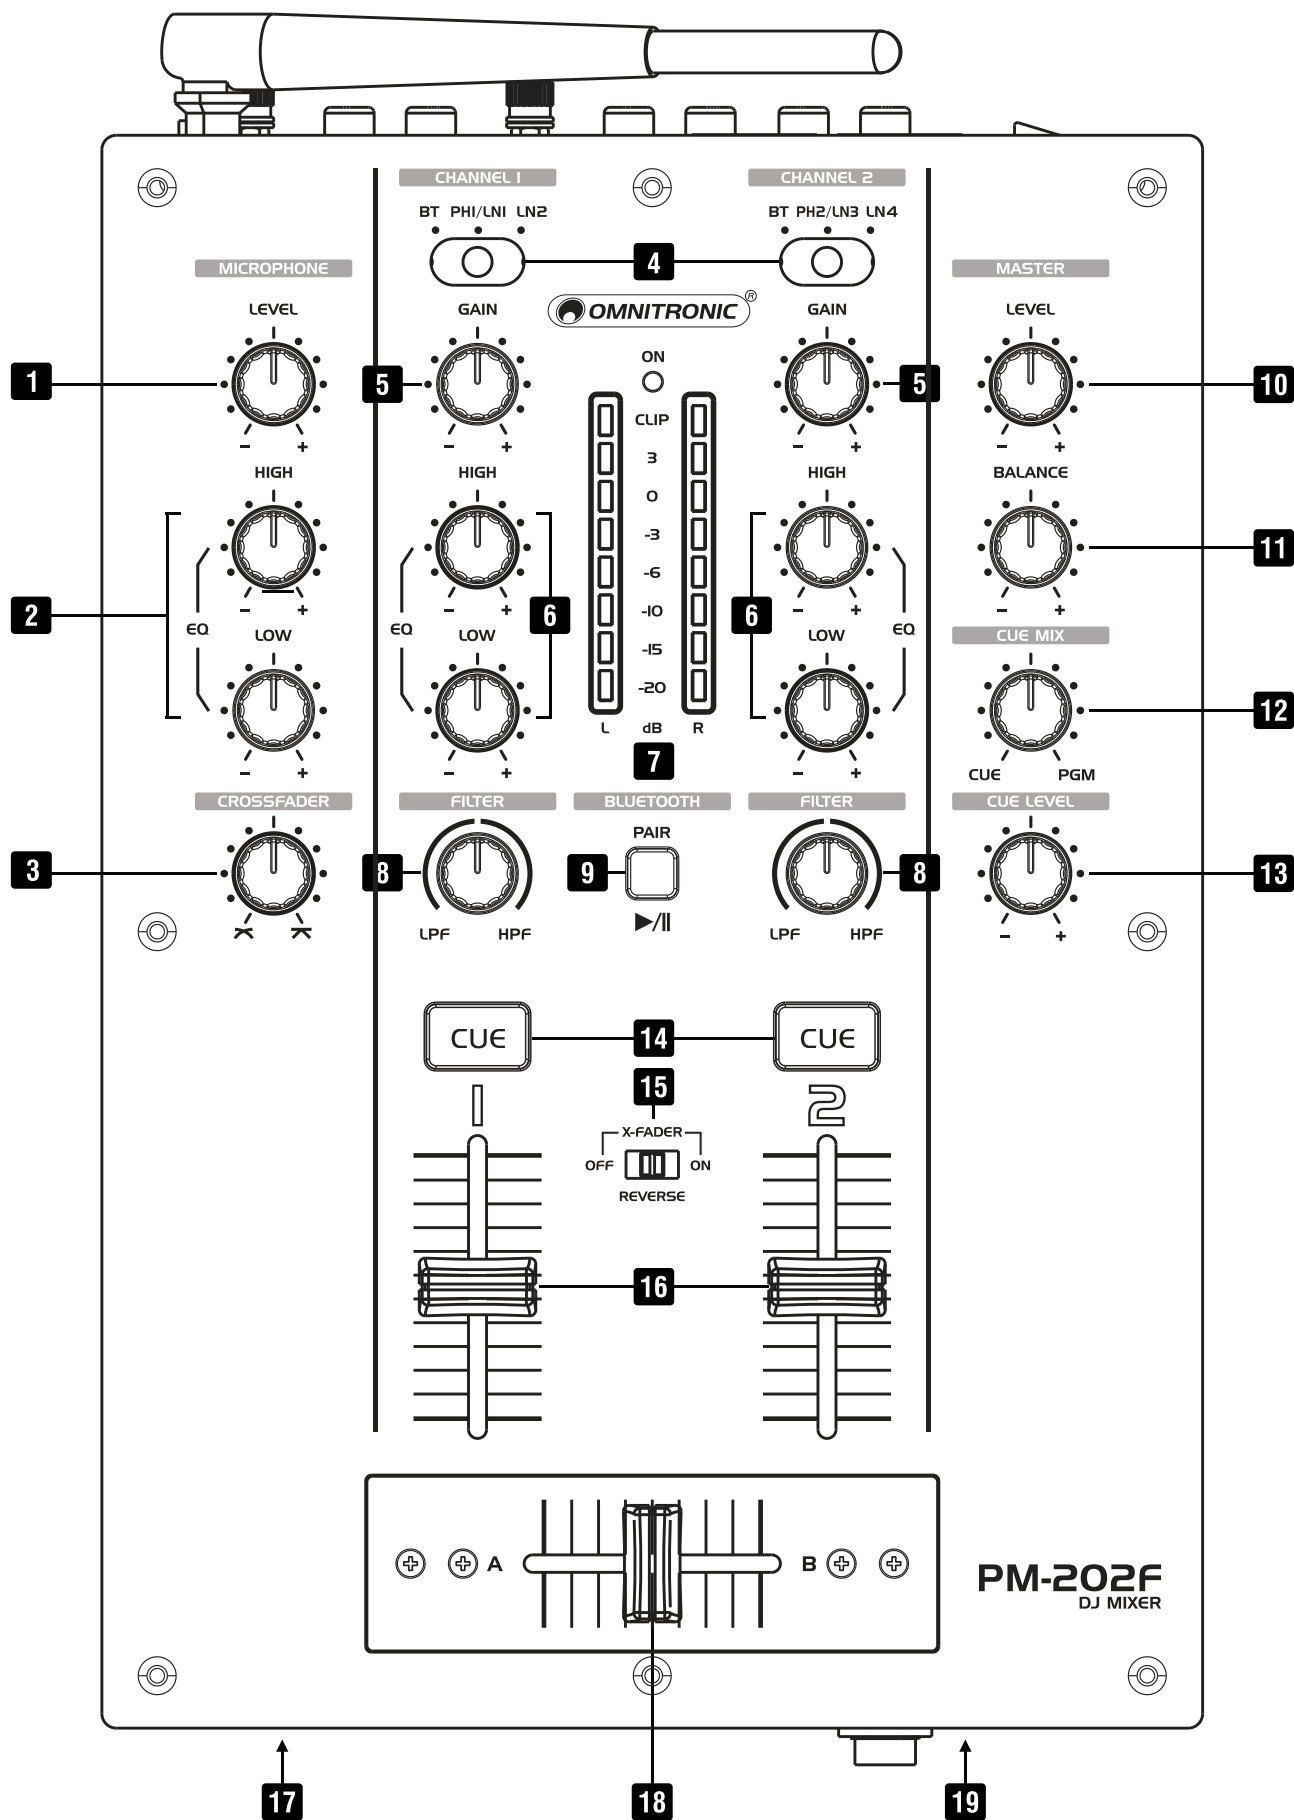 CHANNEL 1 CHANNEL 2
BT PH1/LN1 LN2 BT PH2/LN3 LN4
4
MICROPHONE MASTER
OMNITRONIC ®
LEVEL GAIN GAIN LEVEL
ON
1 5 5 10
CLIP
- + - + - + - +
3
HIGH HIGH HIGH BALANCE
0
-3
11
-6
- + - + - + - +
-10
2 6 6
EQ EQ EQ
LOW LOW LOW CUE MIX
-15
-20
12
L dB R
7
- + - + - + CUE PGM
CROSSFADER FILTER BLUETOOTH FILTER CUE LEVEL
PAIR
3 8 9 8 13
▶/||
LPF HPF LPF HPF - +
CUE 14 CUE
15
1 2
X-FADER
OFF ON
REVERSE
16
A B
PM-202F
DJ MIXER
17 18 19